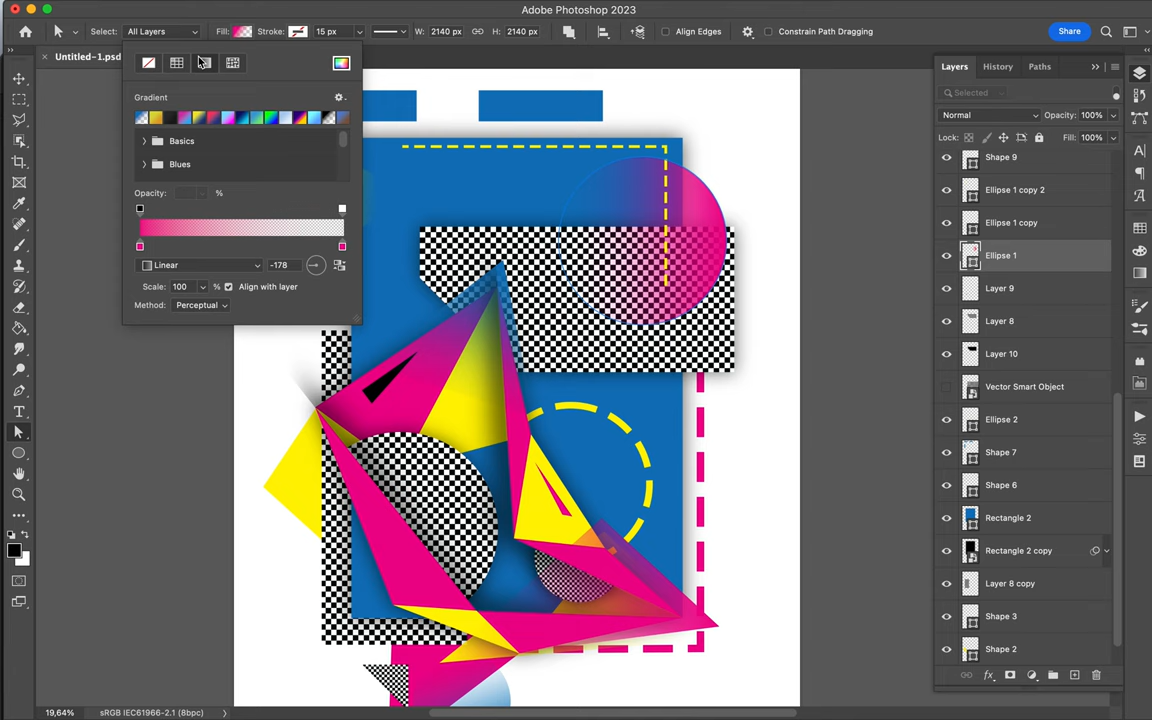 Adobe Photoshop 2023
Select: All Layers Fill: Stroke: 15 px W: 2140 px H: 2140 px Align Edges Constrain Path Dragging Share
Untitled-1.psd
Layers History Paths
Gradient
Selected
Normal Opacity: 100%
Basics
Lock: Fill: 100%
Blues
Shape 9
Opacity: %
Ellipse 1 copy 2
Ellipse 1 copy
Linear -178
Ellipse 1
Scale: 100 % Align with layer
Layer 9
Method: Perceptual
Layer 8
Layer 10
Vector Smart Object
Ellipse 2
Shape 7
Shape 6
Rectangle 2
Rectangle 2 copy
Layer 8 copy
Shape 3
Shape 2
fx
19,64% sRGB IEC61966-2.1 (8bpc)